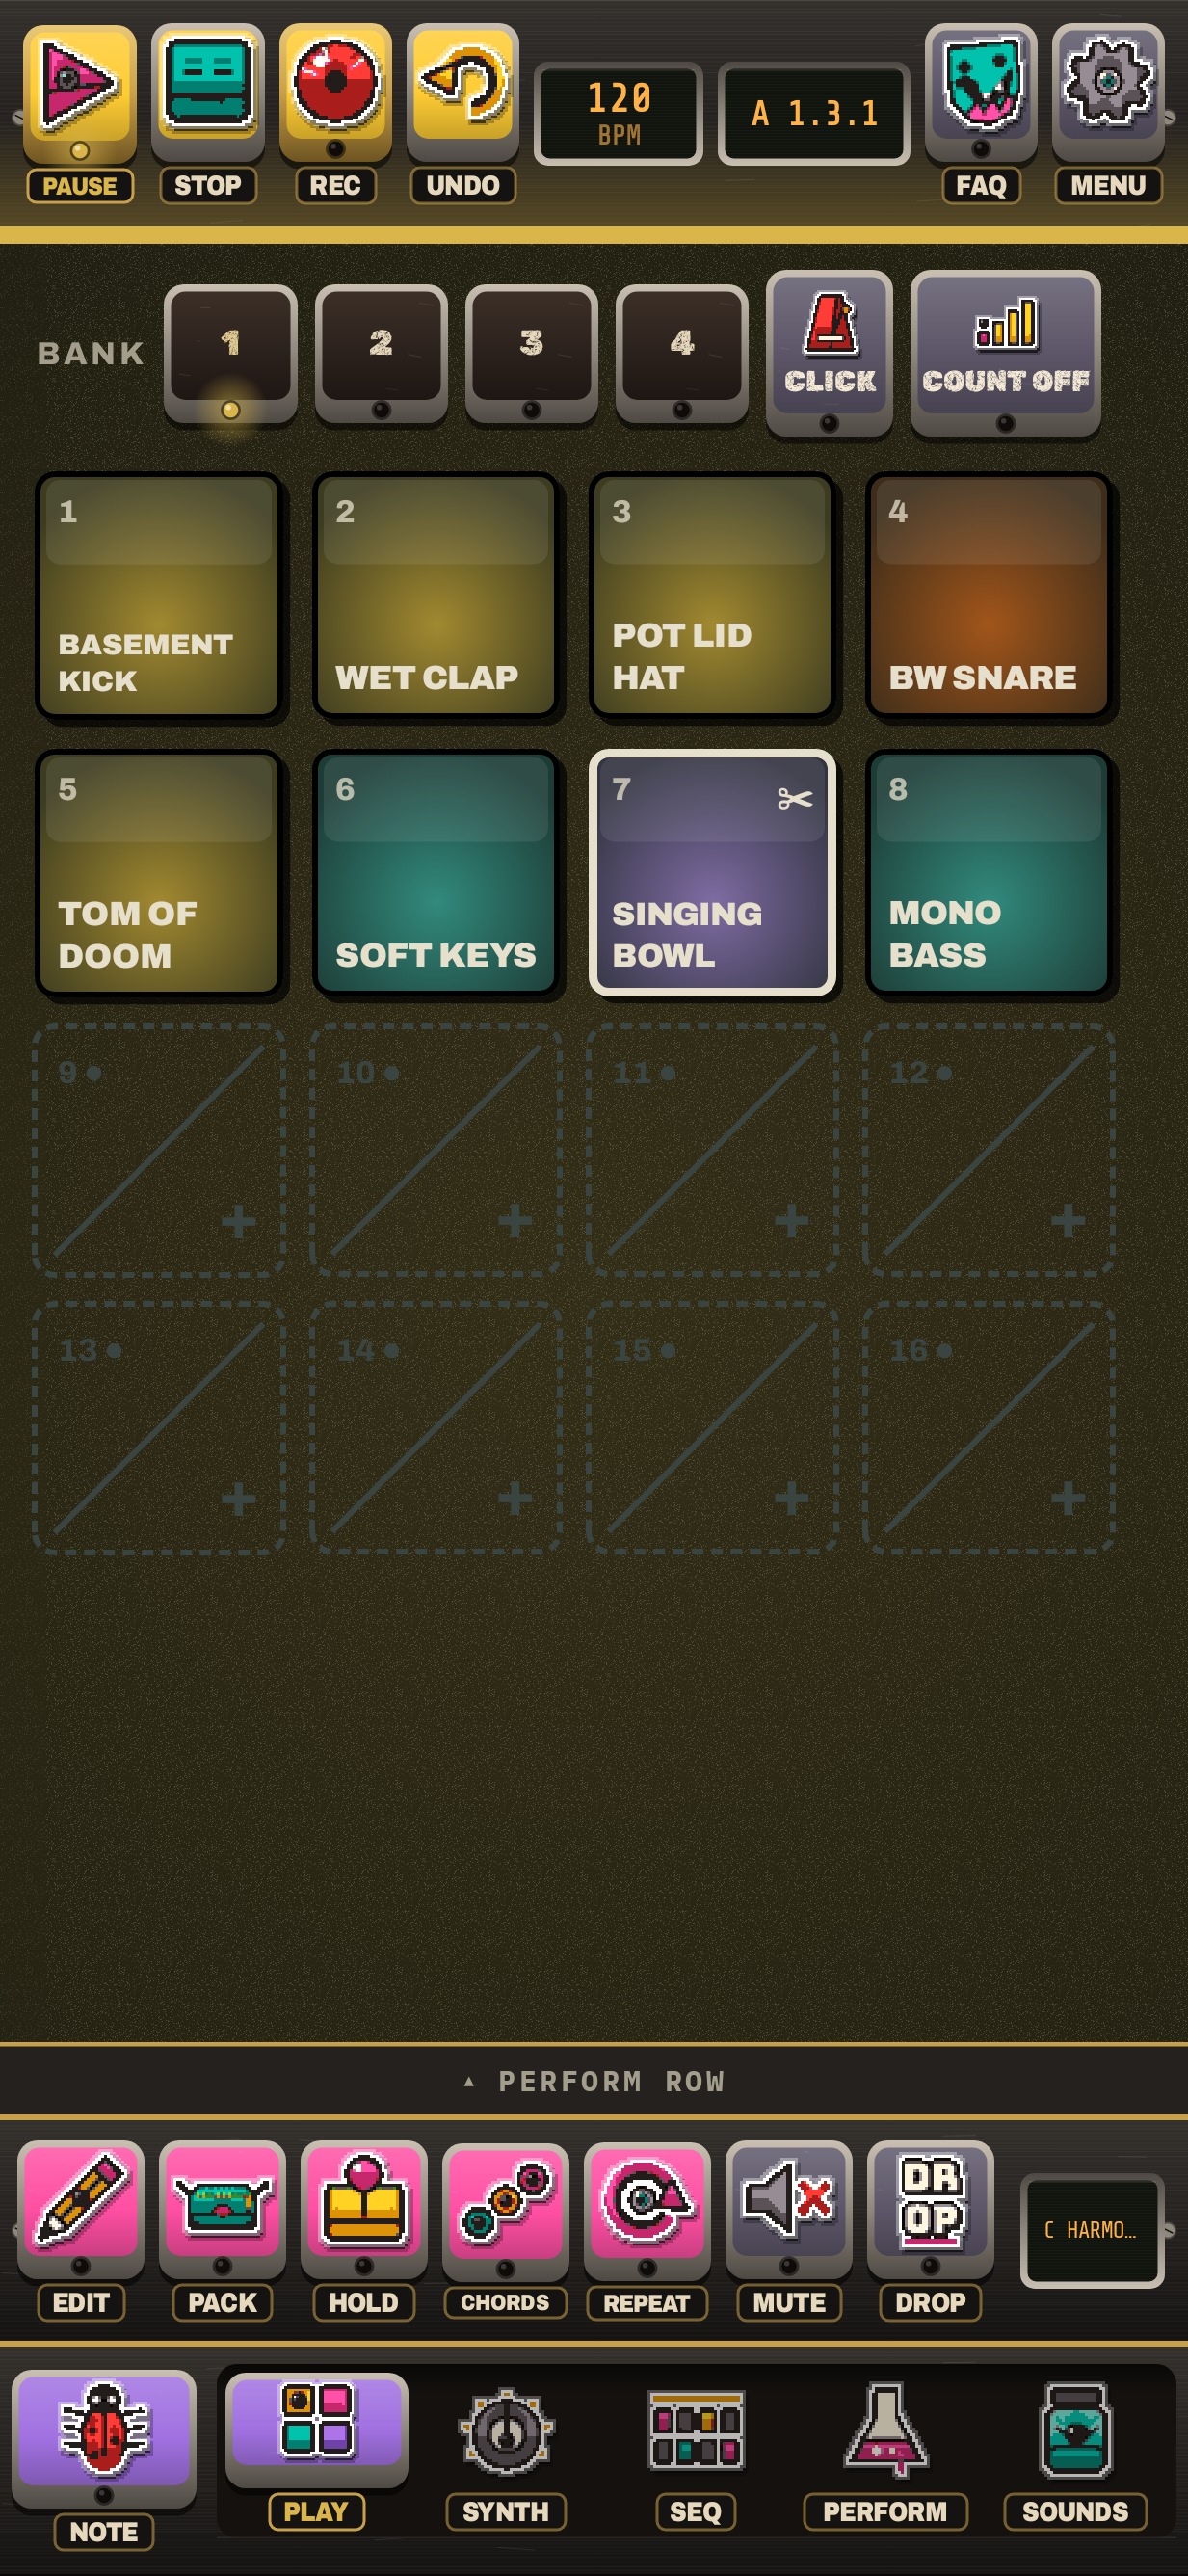 120
BPM
A 1.3.1
PAUSE STOP REC UNDO FAQ MENU
BANK 1 2 3 4 CLICK COUNT OFF
1 2 3 4
BASEMENT
KICK
WET CLAP
POT LID
HAT
BW SNARE
5 6 7 8
TOM OF
DOOM
SOFT KEYS
SINGING
BOWL
MONO
BASS
9 10 11 12
13 14 15 16
▲ PERFORM ROW
DR
OP
C HARMO…
EDIT PACK HOLD CHORDS REPEAT MUTE DROP
NOTE PLAY SYNTH SEQ PERFORM SOUNDS